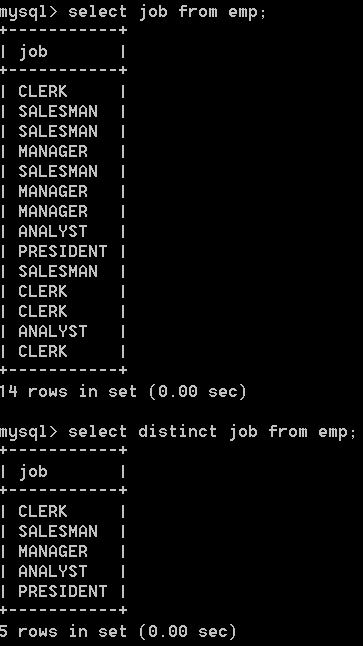 mysql> select job from emp;
+-----------+
| job       |
+-----------+
| CLERK     |
| SALESMAN  |
| SALESMAN  |
| MANAGER   |
| SALESMAN  |
| MANAGER   |
| MANAGER   |
| ANALYST   |
| PRESIDENT |
| SALESMAN  |
| CLERK     |
| CLERK     |
| ANALYST   |
| CLERK     |
+-----------+
14 rows in set (0.00 sec)
mysql> select distinct job from emp;
+-----------+
| job       |
+-----------+
| CLERK     |
| SALESMAN  |
| MANAGER   |
| ANALYST   |
| PRESIDENT |
+-----------+
5 rows in set (0.00 sec)